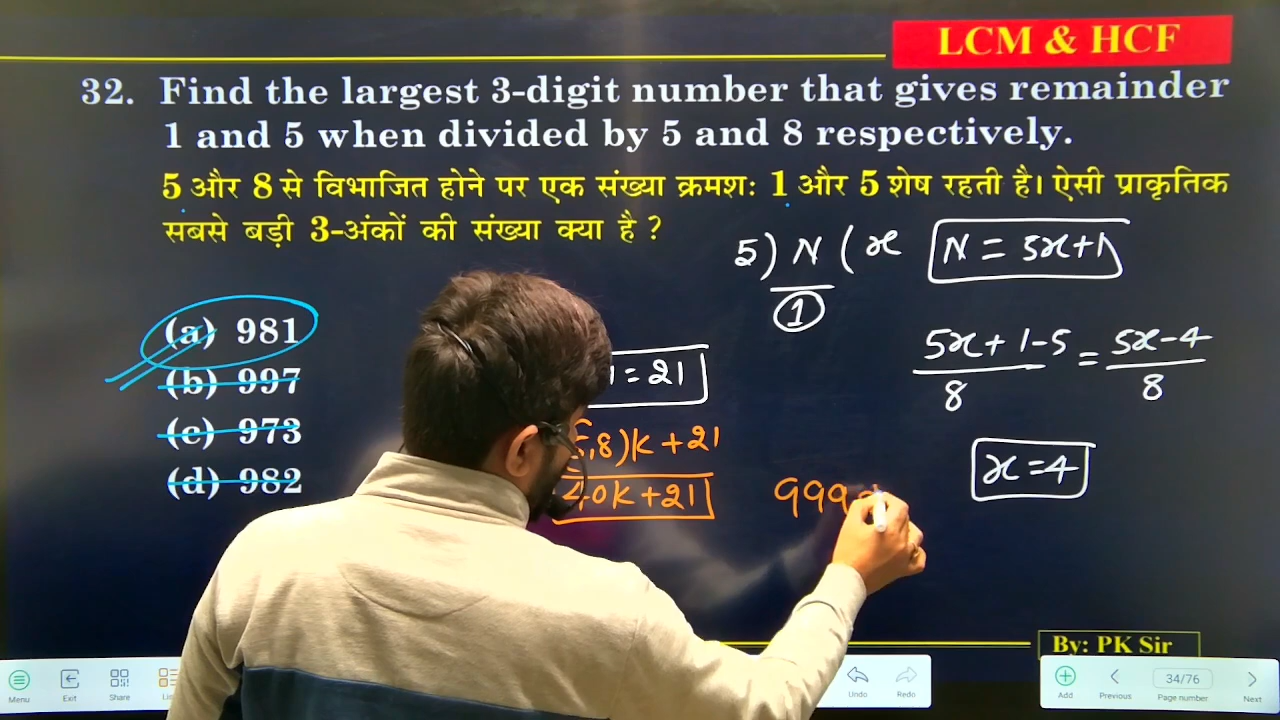 LCM & HCF
32. Find the largest 3-digit number that gives remainder
1 and 5 when divided by 5 and 8 respectively.
5 और 8 से विभाजित होने पर एक संख्या क्रमशः 1 और 5 शेष रहती है। ऐसी प्राकृतिक
सबसे बड़ी 3-अंकों की संख्या क्या है ?
(a) 981
(b) 997
(c) 973
(d) 982
5) N ( x
1
N = 5x+1
5x+1-5 = 5x-4
8 8
x=4
= 21
,8)k + 21
40k+21
999
By: PK Sir
Menu
Exit
Share
Undo
Redo
Add
Previous
34/76
Page number
Next